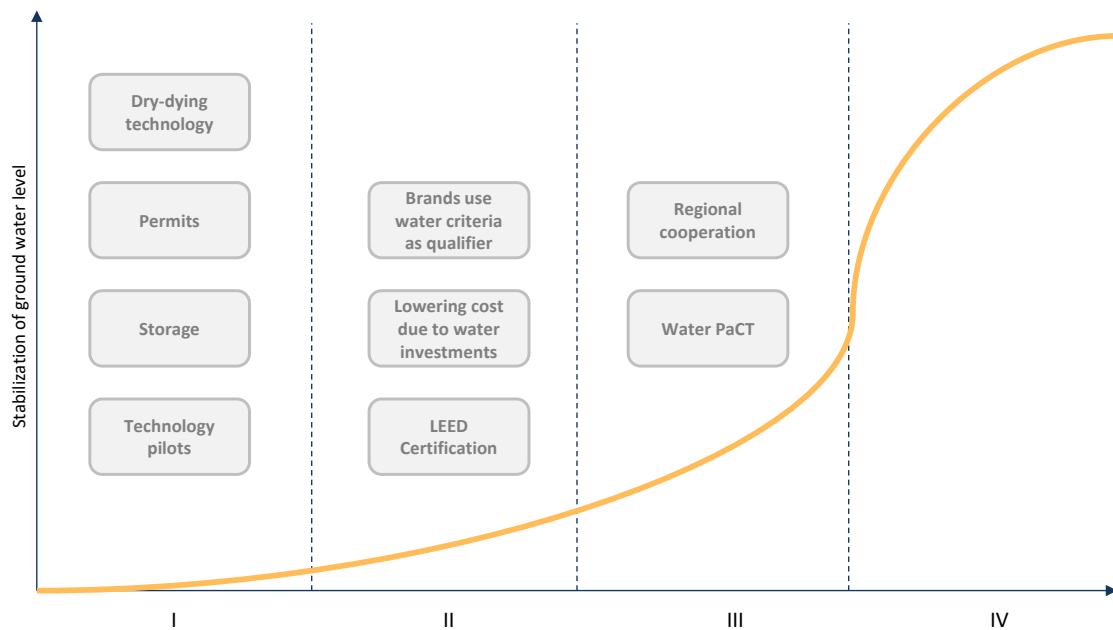 Stabilization of ground water level
Dry-dying
technology
Permits
Storage
Technology
pilots
Brands use
water criteria
as qualifier
Lowering cost
due to water
investments
LEED
Certification
Regional
cooperation
Water PaCT
I
II
III
IV